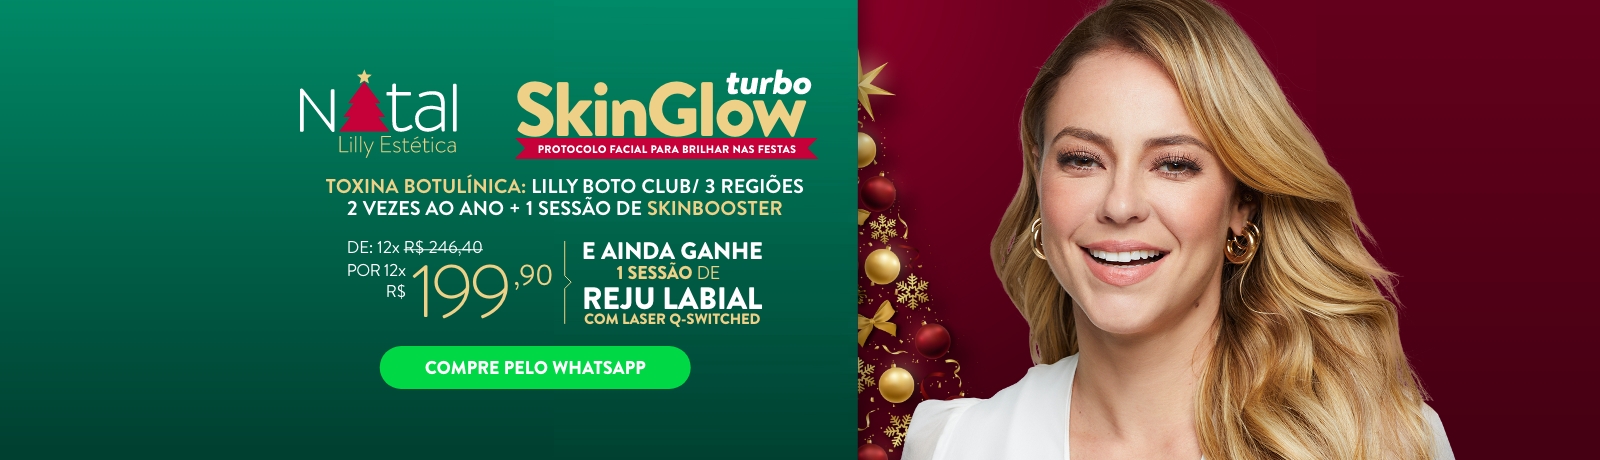 Natal
Lilly Estética
turbo
SkinGlow
PROTOCOLO FACIAL PARA BRILHAR NAS FESTAS
TOXINA BOTULÍNICA: LILLY BOTO CLUB/ 3 REGIÕES
2 VEZES AO ANO + 1 SESSÃO DE SKINBOOSTER
DE: 12x R$ 246,40
POR 12x
R$ 199,90
E AINDA GANHE
1 SESSÃO DE
REJU LABIAL
COM LASER Q-SWITCHED
COMPRE PELO WHATSAPP